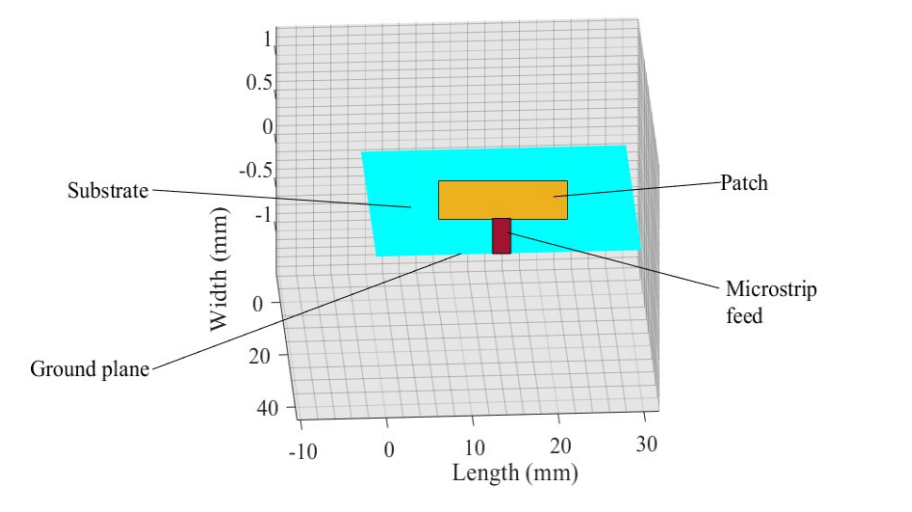 1
0.5
0
-0.5
-1
Substrate
Patch
Width (mm)
Microstrip
feed
0
20
40
Ground plane
-10
0
10
20
30
Length (mm)